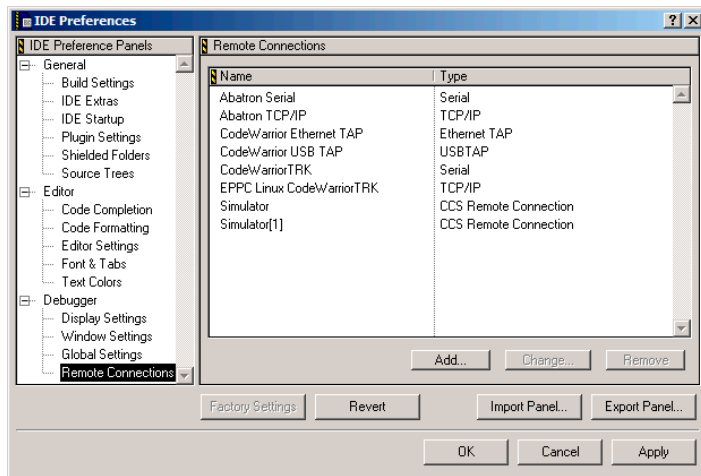 IDE Preferences
IDE Preference Panels
General
Build Settings
IDE Extras
IDE Startup
Plugin Settings
Shielded Folders
Source Trees
Editor
Code Completion
Code Formatting
Editor Settings
Font & Tabs
Text Colors
Debugger
Display Settings
Window Settings
Global Settings
Remote Connections
Remote Connections
Name Type
Abatron Serial Serial
Abatron TCP/IP TCP/IP
CodeWarrior Ethernet TAP Ethernet TAP
CodeWarrior USB TAP USBTAP
CodeWarriorTRK Serial
EPPC Linux CodeWarriorTRK TCP/IP
Simulator CCS Remote Connection
Simulator[1] CCS Remote Connection
Add... Change... Remove
Factory Settings Revert Import Panel... Export Panel...
OK Cancel Apply